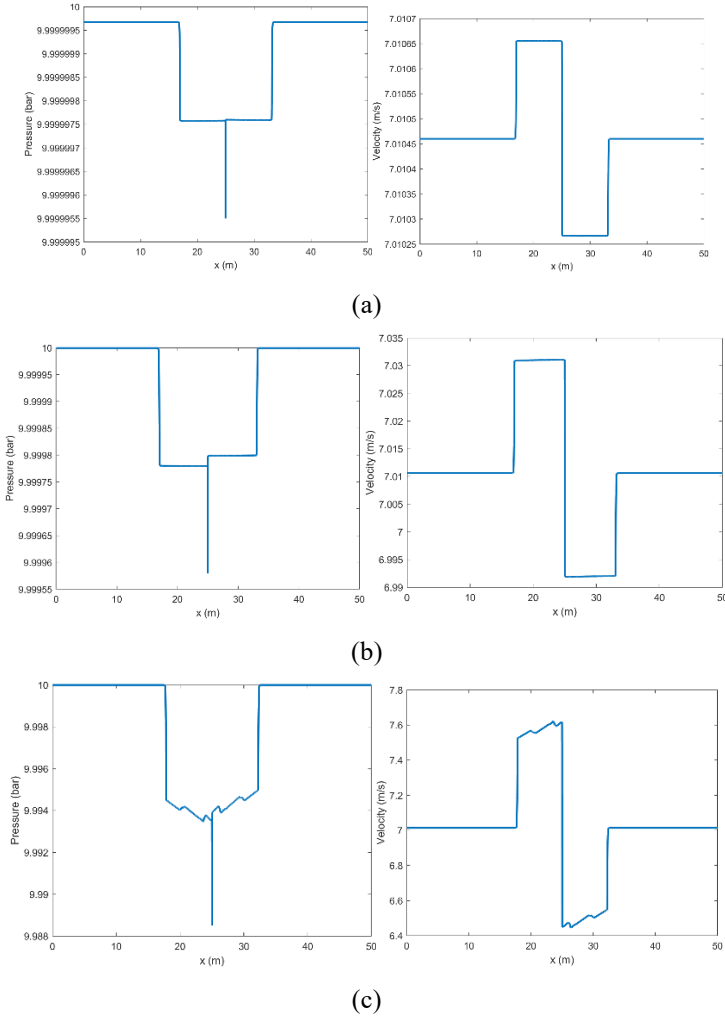 10
9.9999995
9.999999
9.9999985
9.999998
9.9999975
9.999997
9.9999965
9.999996
9.9999955
9.999995
Pressure (bar)
0 10 20 30 40 50
x (m)
7.0107
7.01065
7.0106
7.01055
7.0105
7.01045
7.0104
7.01035
7.0103
7.01025
Velocity (m/s)
0 10 20 30 40 50
x (m)
(a)
10
9.99995
9.9999
9.99985
9.9998
9.99975
9.9997
9.99965
9.9996
9.99955
Pressure (bar)
0 10 20 30 40 50
x (m)
7.035
7.03
7.025
7.02
7.015
7.01
7.005
7
6.995
6.99
Velocity (m/s)
0 10 20 30 40 50
x (m)
(b)
10
9.998
9.996
9.994
9.992
9.99
9.988
Pressure (bar)
0 10 20 30 40 50
x (m)
7.8
7.6
7.4
7.2
7
6.8
6.6
6.4
Velocity (m/s)
0 10 20 30 40 50
x (m)
(c)